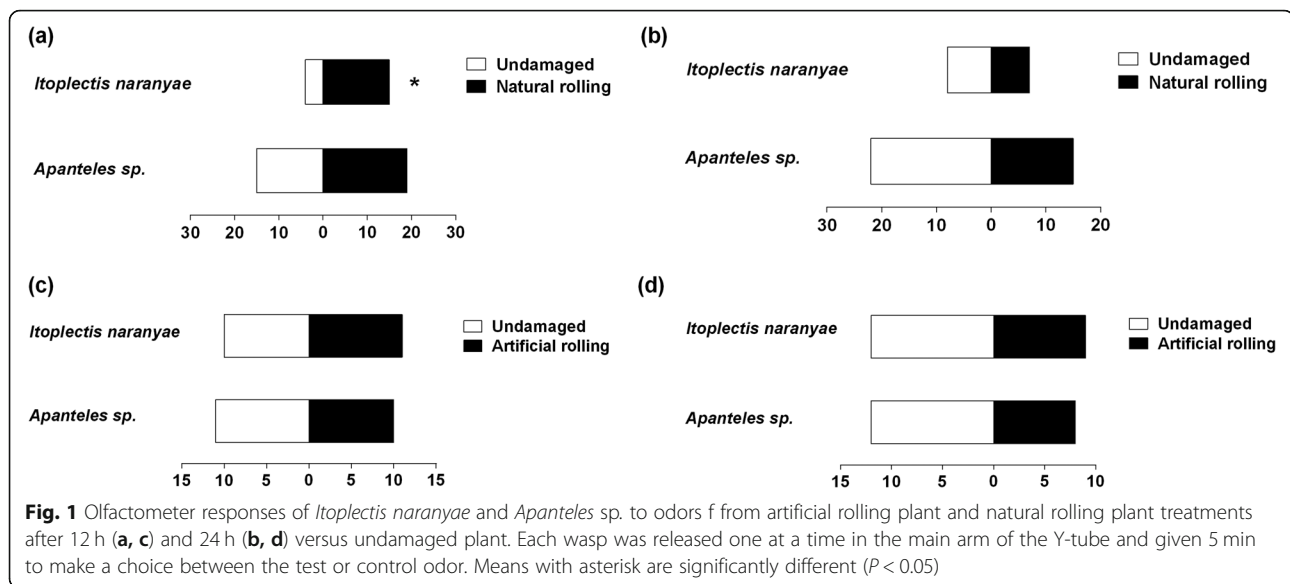 (a)
Itoplectis naranyae
*
Undamaged
Natural rolling
Apanteles sp.
30 20 10 0 10 20 30
(b)
Itoplectis naranyae
Undamaged
Natural rolling
Apanteles sp.
30 20 10 0 10 20
(c)
Itoplectis naranyae
Undamaged
Artificial rolling
Apanteles sp.
15 10 5 0 5 10 15
(d)
Itoplectis naranyae
Undamaged
Artificial rolling
Apanteles sp.
15 10 5 0 5 10
Fig. 1 Olfactometer responses of Itoplectis naranyae and Apanteles sp. to odors f from artificial rolling plant and natural rolling plant treatments
after 12 h (a, c) and 24 h (b, d) versus undamaged plant. Each wasp was released one at a time in the main arm of the Y-tube and given 5 min
to make a choice between the test or control odor. Means with asterisk are significantly different (P < 0.05)